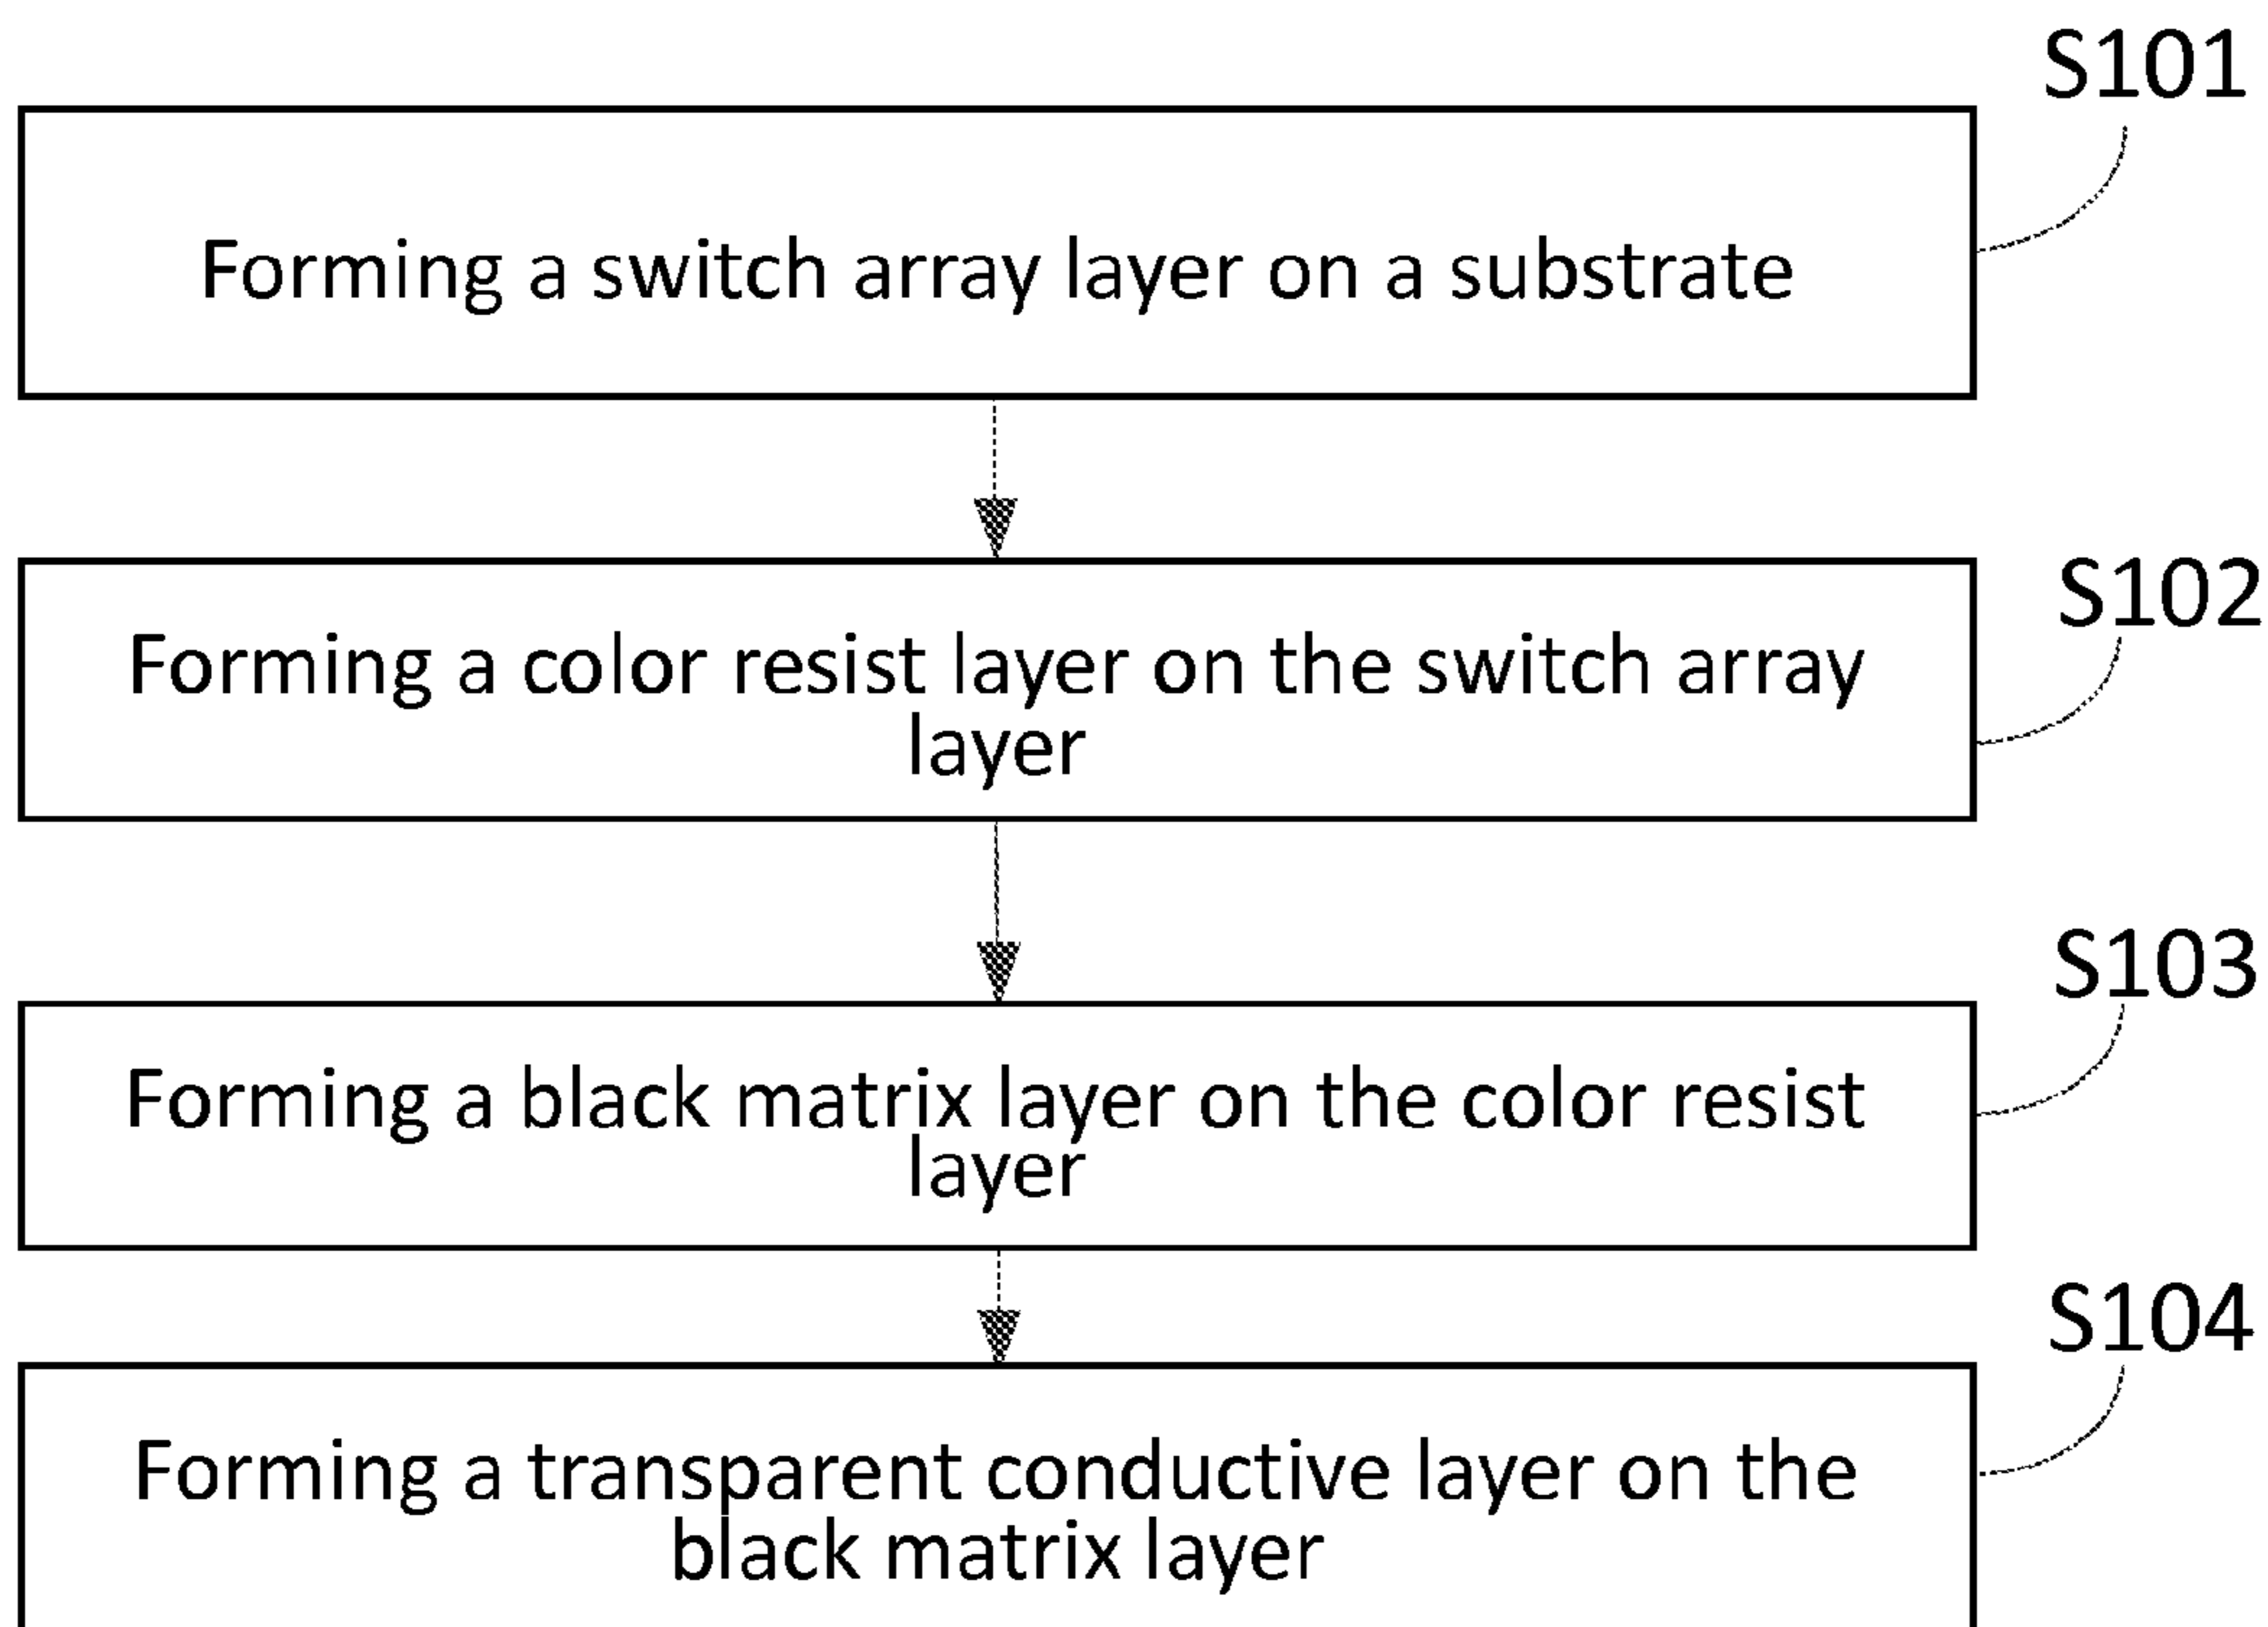 S101
Forming a switch array layer on a substrate
S102
Forming a color resist layer on the switch array
layer
S103
Forming a black matrix layer on the color resist
layer
S104
Forming a transparent conductive layer on the
black matrix layer